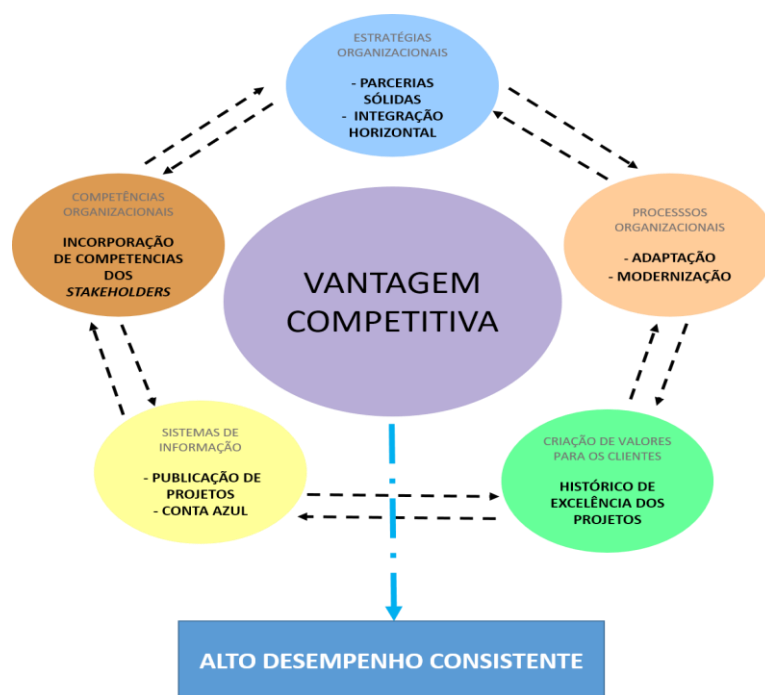 ESTRATÉGIAS
ORGANIZACIONAIS
- PARCERIAS
SÓLIDAS
- INTEGRAÇÃO
HORIZONTAL
COMPETÊNCIAS
ORGANIZACIONAIS
INCORPORAÇÃO
DE COMPETENCIAS
DOS
STAKEHOLDERS
PROCESSSOS
ORGANIZACIONAIS
- ADAPTAÇÃO
- MODERNIZAÇÃO
VANTAGEM
COMPETITIVA
SISTEMAS DE
INFORMAÇÃO
- PUBLICAÇÃO DE
PROJETOS
- CONTA AZUL
CRIAÇÃO DE VALORES
PARA OS CLIENTES
HISTÓRICO DE
EXCELÊNCIA DOS
PROJETOS
ALTO DESEMPENHO CONSISTENTE